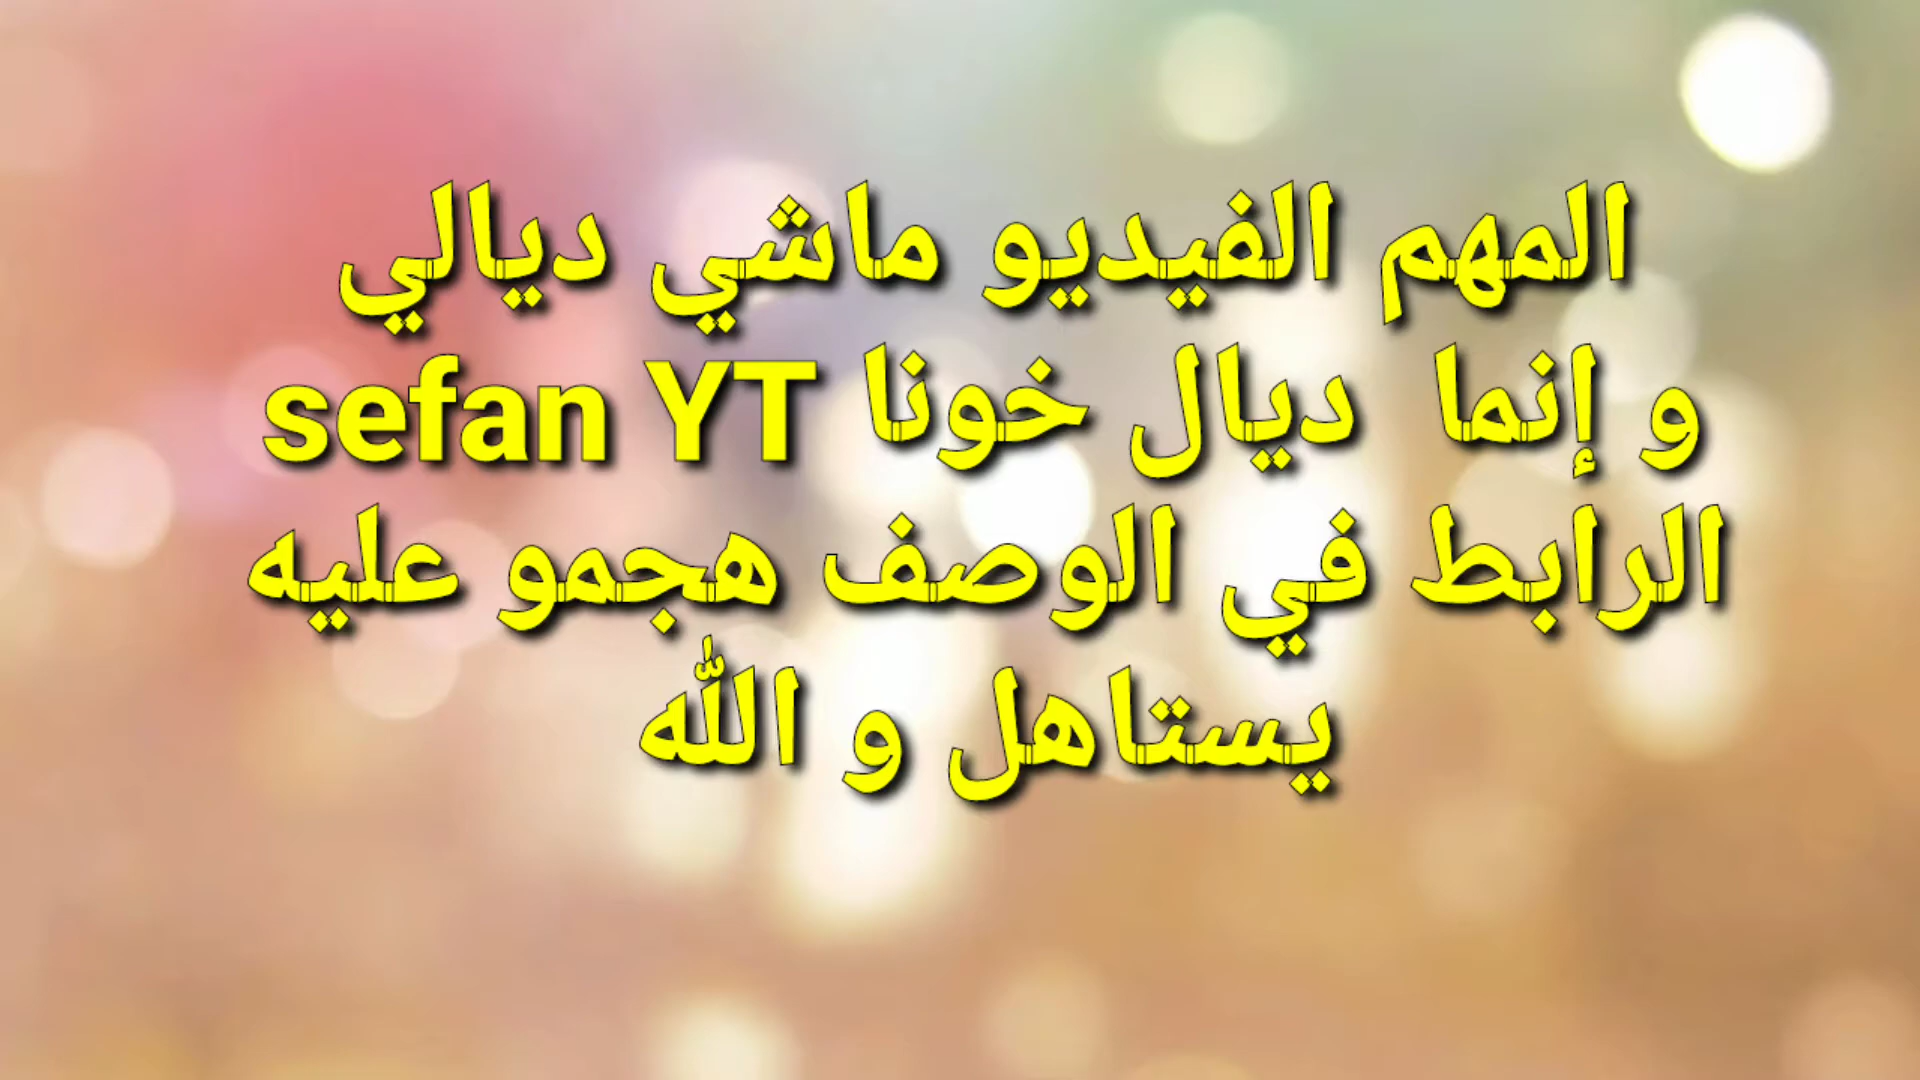 المهم الفيديو ماشي ديالي
و إنما ديال خونا sefan YT
الرابط في الوصف هجمو عليه
يستاهل و الله